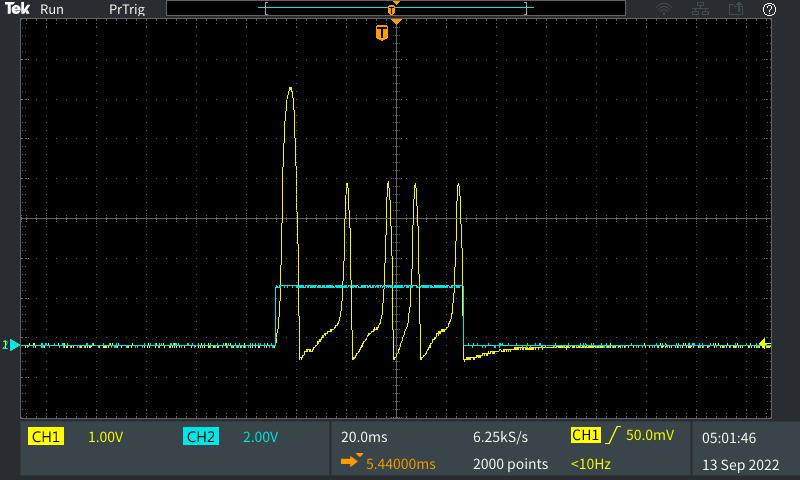 Tek Run PrTrig
T
T
CH1 1.00V CH2 2.00V 20.0ms 6.25kS/s CH1 50.0mV 05:01:46
5.44000ms 2000 points <10Hz 13 Sep 2022